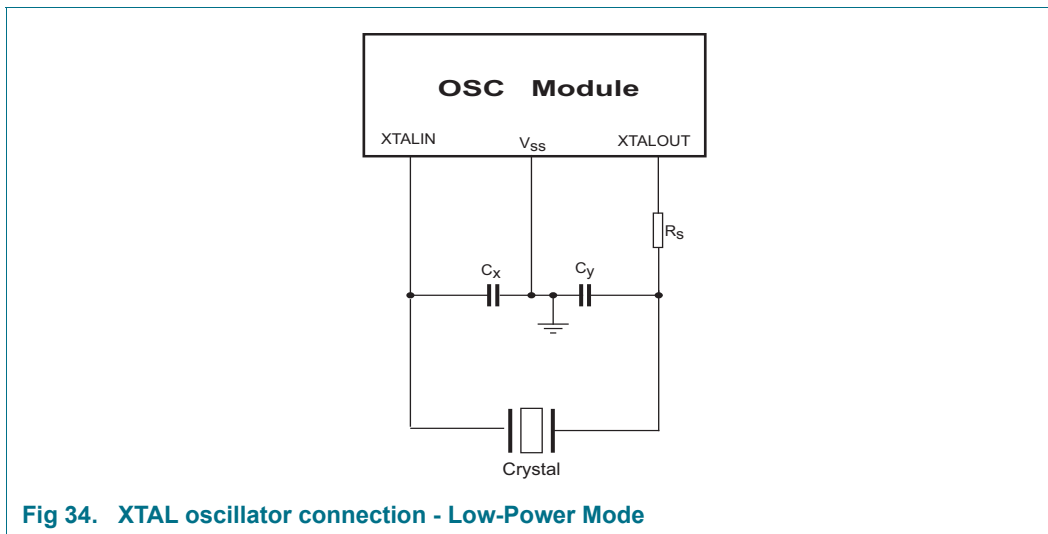 OSC Module
XTALIN
Vss
XTALOUT
Rs
Cx
Cy
Crystal
Fig 34. XTAL oscillator connection - Low-Power Mode